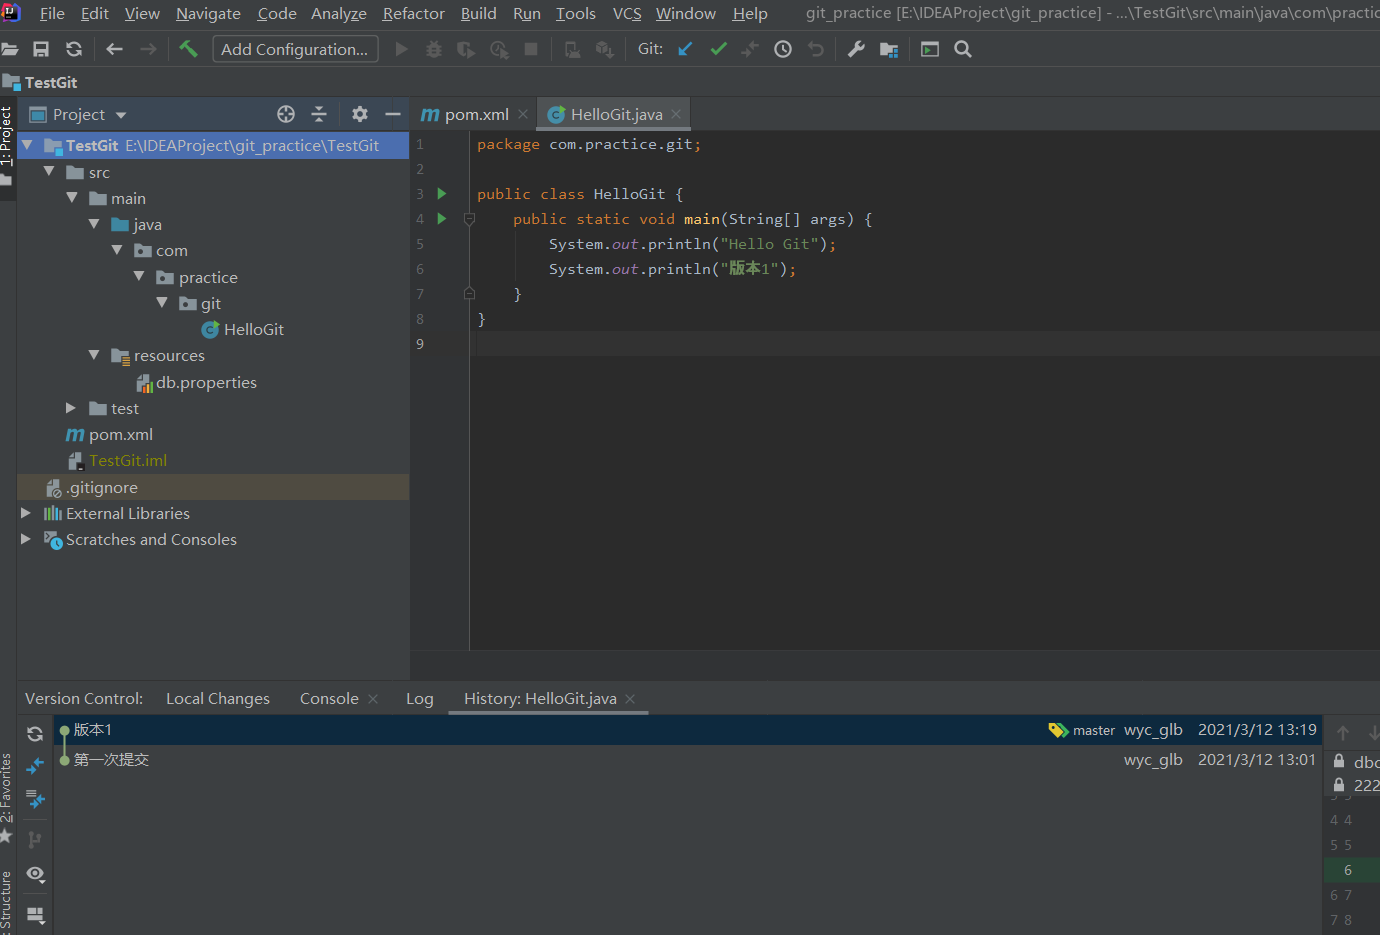 File Edit View Navigate Code Analyze Refactor Build Run Tools VCS Window Help git_practice [E:\IDEAProject\git_practice] - ...\TestGit\src\main\java\com\practic
Add Configuration... Git:
TestGit
1: Project
Project
pom.xml
HelloGit.java
TestGit E:\IDEAProject\git_practice\TestGit
src
main
java
com
practice
git
HelloGit
resources
db.properties
test
pom.xml
TestGit.iml
.gitignore
External Libraries
Scratches and Consoles
1 package com.practice.git;
2
3 public class HelloGit {
4 public static void main(String[] args) {
5 System.out.println("Hello Git");
6 System.out.println("版本1");
7 }
8 }
9
Version Control: Local Changes Console Log History: HelloGit.java
版本1 master wyc_glb 2021/3/12 13:19
第一次提交 wyc_glb 2021/3/12 13:01
2: Favorites
Structure
222
4 4
5 5
6
6 7
7 8